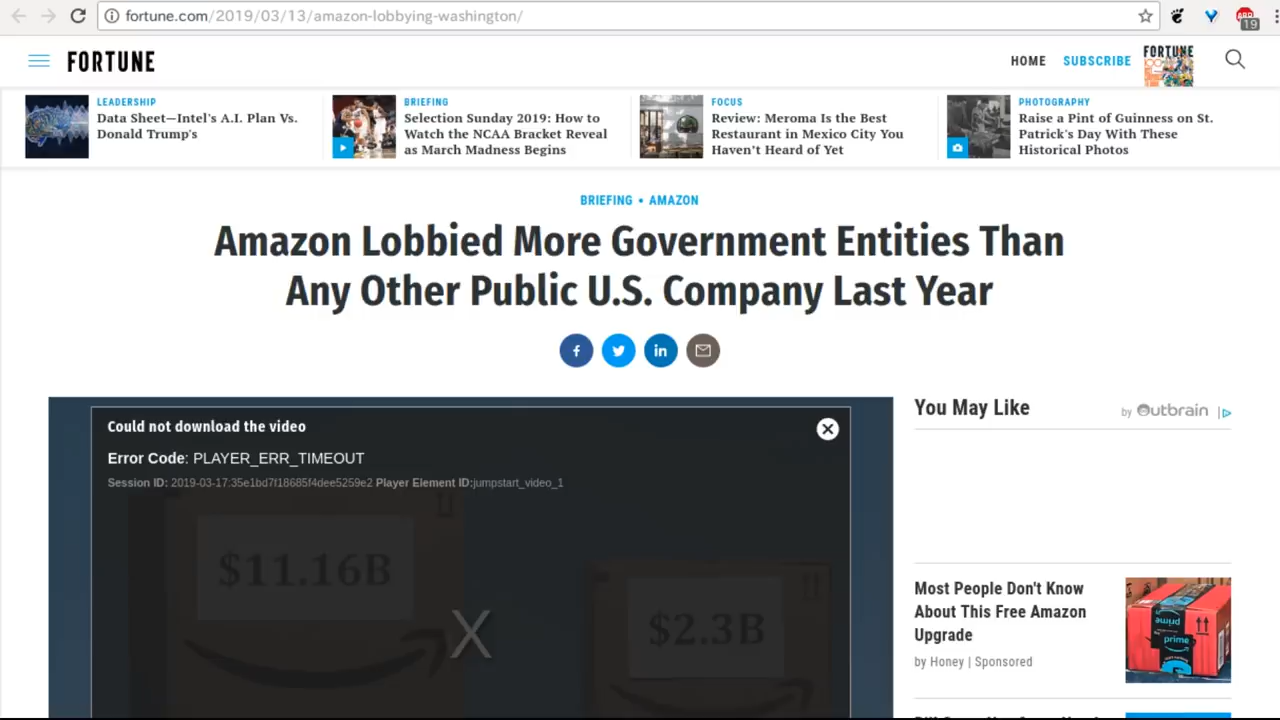 fortune.com/2019/03/13/amazon-lobbying-washington/
19
FORTUNE
HOME
SUBSCRIBE
FORTUNE
LEADERSHIP
Data Sheet—Intel's A.I. Plan Vs.
Donald Trump's
BRIEFING
Selection Sunday 2019: How to
Watch the NCAA Bracket Reveal
as March Madness Begins
FOCUS
Review: Meroma Is the Best
Restaurant in Mexico City You
Haven't Heard of Yet
PHOTOGRAPHY
Raise a Pint of Guinness on St.
Patrick's Day With These
Historical Photos
BRIEFING • AMAZON
Amazon Lobbied More Government Entities Than
Any Other Public U.S. Company Last Year
Could not download the video
Error Code: PLAYER_ERR_TIMEOUT
Session ID: 2019-03-17:35e1bd7f18685f4dee5259e2 Player Element ID:jumpstart_video_1
$11.16B
$2.3B
You May Like
by Outbrain
Most People Don't Know
About This Free Amazon
Upgrade
by Honey | Sponsored
prime